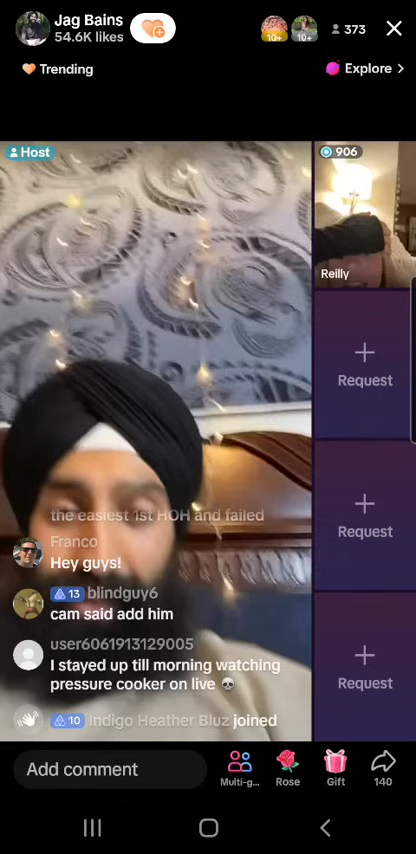 Jag Bains
54.6K likes
10+
10+
373
Trending
Explore >
Host
906
Reilly
+
Request
+
Request
+
Request
the easiest 1st HOH and failed
Franco
Hey guys!
13 blindguy6
cam said add him
user6061913129005
I stayed up till morning watching
pressure cooker on live 💀
10 Indigo Heather Bluz joined
Add comment
Multi-g...
Rose
Gift
140